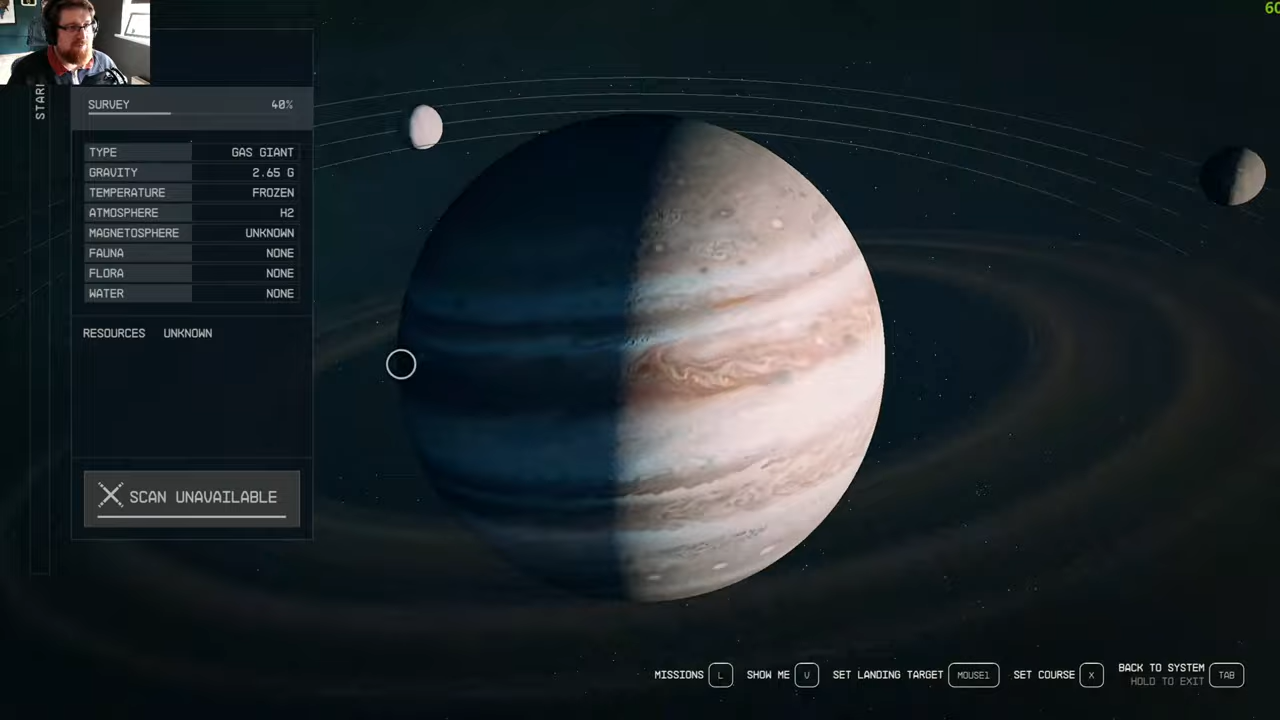 60
STARI
SURVEY 40%
TYPE GAS GIANT
GRAVITY 2.65 G
TEMPERATURE FROZEN
ATMOSPHERE H2
MAGNETOSPHERE UNKNOWN
FAUNA NONE
FLORA NONE
WATER NONE
RESOURCES UNKNOWN
SCAN UNAVAILABLE
MISSIONS L SHOW ME V SET LANDING TARGET MOUSE1 SET COURSE X BACK TO SYSTEM TAB
HOLD TO EXIT